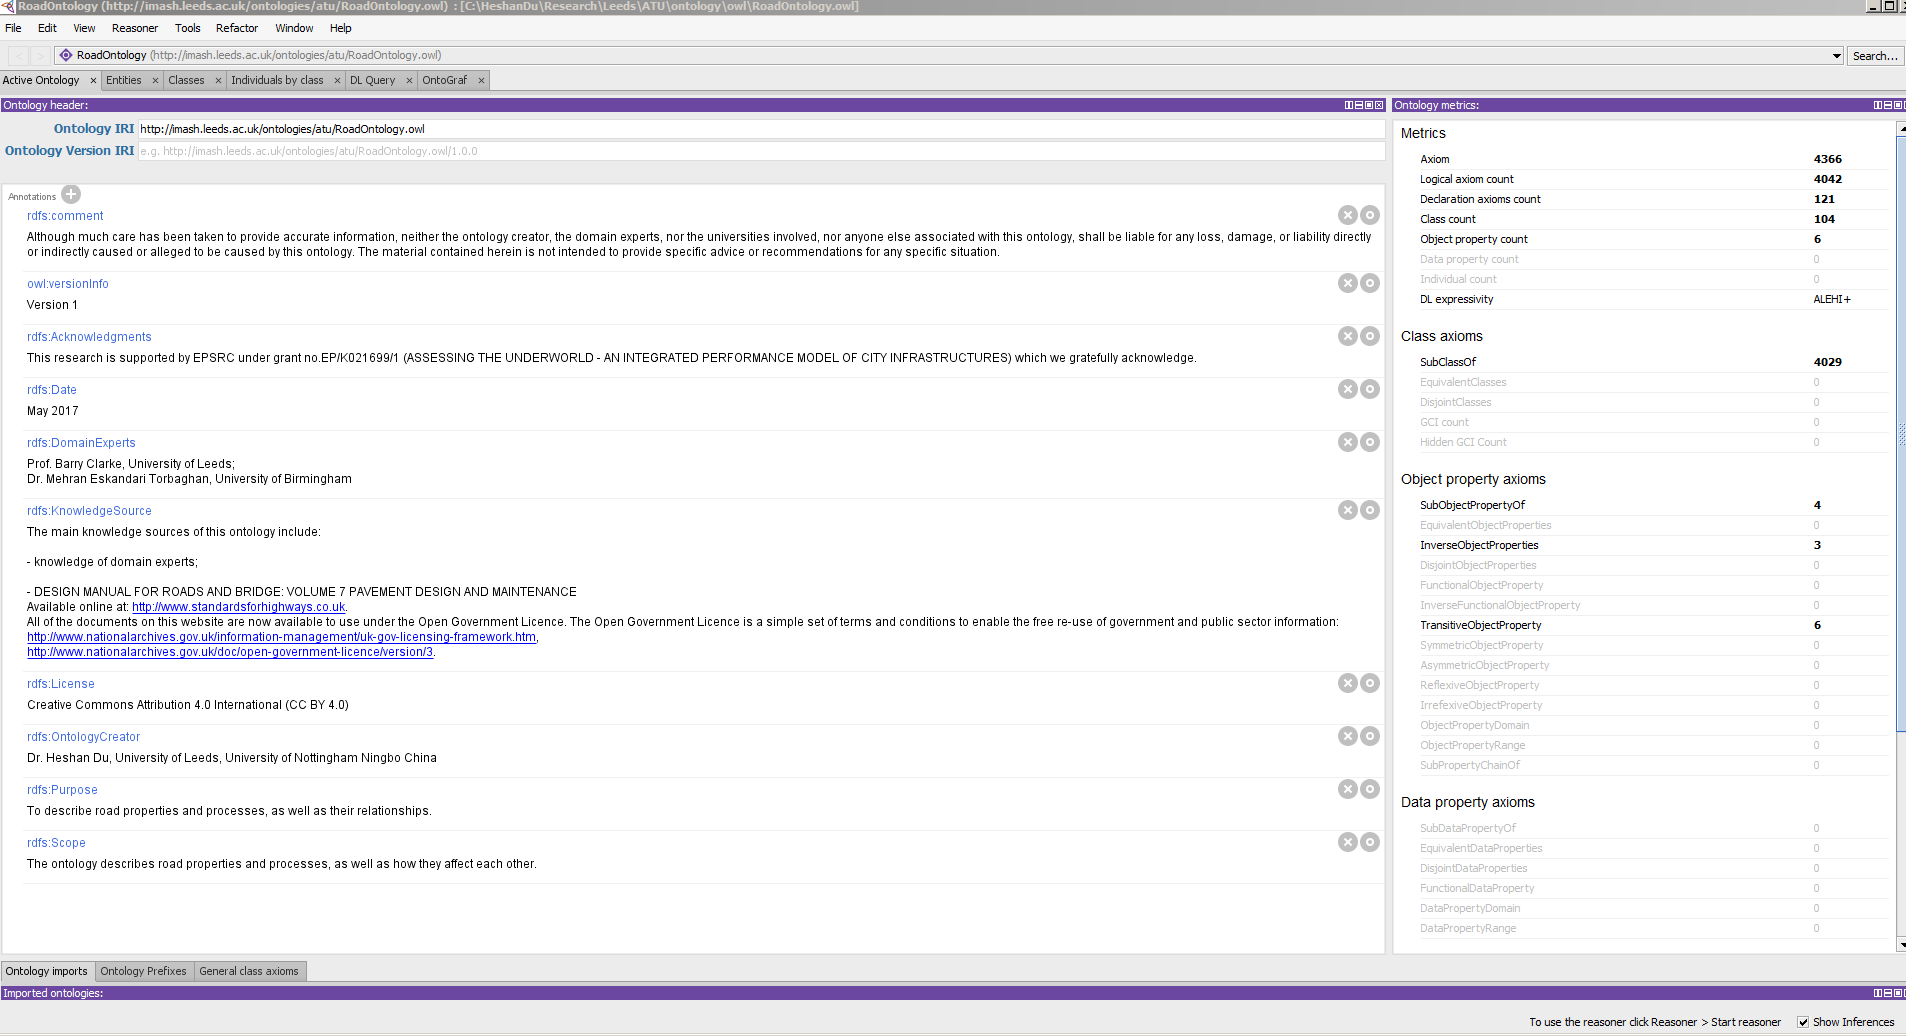 RoadOntology (http://imash.leeds.ac.uk/ontologies/atu/RoadOntology.owl) : [C:\HeshanDu\Research\Leeds\ATU\ontology\owl\RoadOntology.owl]
File Edit View Reasoner Tools Refactor Window Help
< > RoadOntology (http://imash.leeds.ac.uk/ontologies/atu/RoadOntology.owl) Search...
Active Ontology × Entities × Classes × Individuals by class × DL Query × OntoGraf ×
Ontology header:
Ontology IRI http://imash.leeds.ac.uk/ontologies/atu/RoadOntology.owl
Ontology Version IRI e.g. http://imash.leeds.ac.uk/ontologies/atu/RoadOntology.owl/1.0.0
Annotations
rdfs:comment
Although much care has been taken to provide accurate information, neither the ontology creator, the domain experts, nor the universities involved, nor anyone else associated with this ontology, shall be liable for any loss, damage, or liability directly
or indirectly caused or alleged to be caused by this ontology. The material contained herein is not intended to provide specific advice or recommendations for any specific situation.
owl:versionInfo
Version 1
rdfs:Acknowledgments
This research is supported by EPSRC under grant no.EP/K021699/1 (ASSESSING THE UNDERWORLD - AN INTEGRATED PERFORMANCE MODEL OF CITY INFRASTRUCTURES) which we gratefully acknowledge.
rdfs:Date
May 2017
rdfs:DomainExperts
Prof. Barry Clarke, University of Leeds;
Dr. Mehran Eskandari Torbaghan, University of Birmingham
rdfs:KnowledgeSource
The main knowledge sources of this ontology include:
- knowledge of domain experts;
- DESIGN MANUAL FOR ROADS AND BRIDGE: VOLUME 7 PAVEMENT DESIGN AND MAINTENANCE
Available online at: http://www.standardsforhighways.co.uk.
All of the documents on this website are now available to use under the Open Government Licence. The Open Government Licence is a simple set of terms and conditions to enable the free re-use of government and public sector information:
http://www.nationalarchives.gov.uk/information-management/uk-gov-licensing-framework.htm,
http://www.nationalarchives.gov.uk/doc/open-government-licence/version/3.
rdfs:License
Creative Commons Attribution 4.0 International (CC BY 4.0)
rdfs:OntologyCreator
Dr. Heshan Du, University of Leeds, University of Nottingham Ningbo China
rdfs:Purpose
To describe road properties and processes, as well as their relationships.
rdfs:Scope
The ontology describes road properties and processes, as well as how they affect each other.
Ontology metrics:
Metrics
Axiom 4366
Logical axiom count 4042
Declaration axioms count 121
Class count 104
Object property count 6
Data property count 0
Individual count 0
DL expressivity ALEHI+
Class axioms
SubClassOf 4029
EquivalentClasses 0
DisjointClasses 0
GCI count 0
Hidden GCI Count 0
Object property axioms
SubObjectPropertyOf 4
EquivalentObjectProperties 0
InverseObjectProperties 3
DisjointObjectProperties 0
FunctionalObjectProperty 0
InverseFunctionalObjectProperty 0
TransitiveObjectProperty 6
SymmetricObjectProperty 0
AsymmetricObjectProperty 0
ReflexiveObjectProperty 0
IrrefexiveObjectProperty 0
ObjectPropertyDomain 0
ObjectPropertyRange 0
SubPropertyChainOf 0
Data property axioms
SubDataPropertyOf 0
EquivalentDataProperties 0
DisjointDataProperties 0
FunctionalDataProperty 0
DataPropertyDomain 0
DataPropertyRange 0
Ontology imports Ontology Prefixes General class axioms
Imported ontologies:
To use the reasoner click Reasoner > Start reasoner Show Inferences